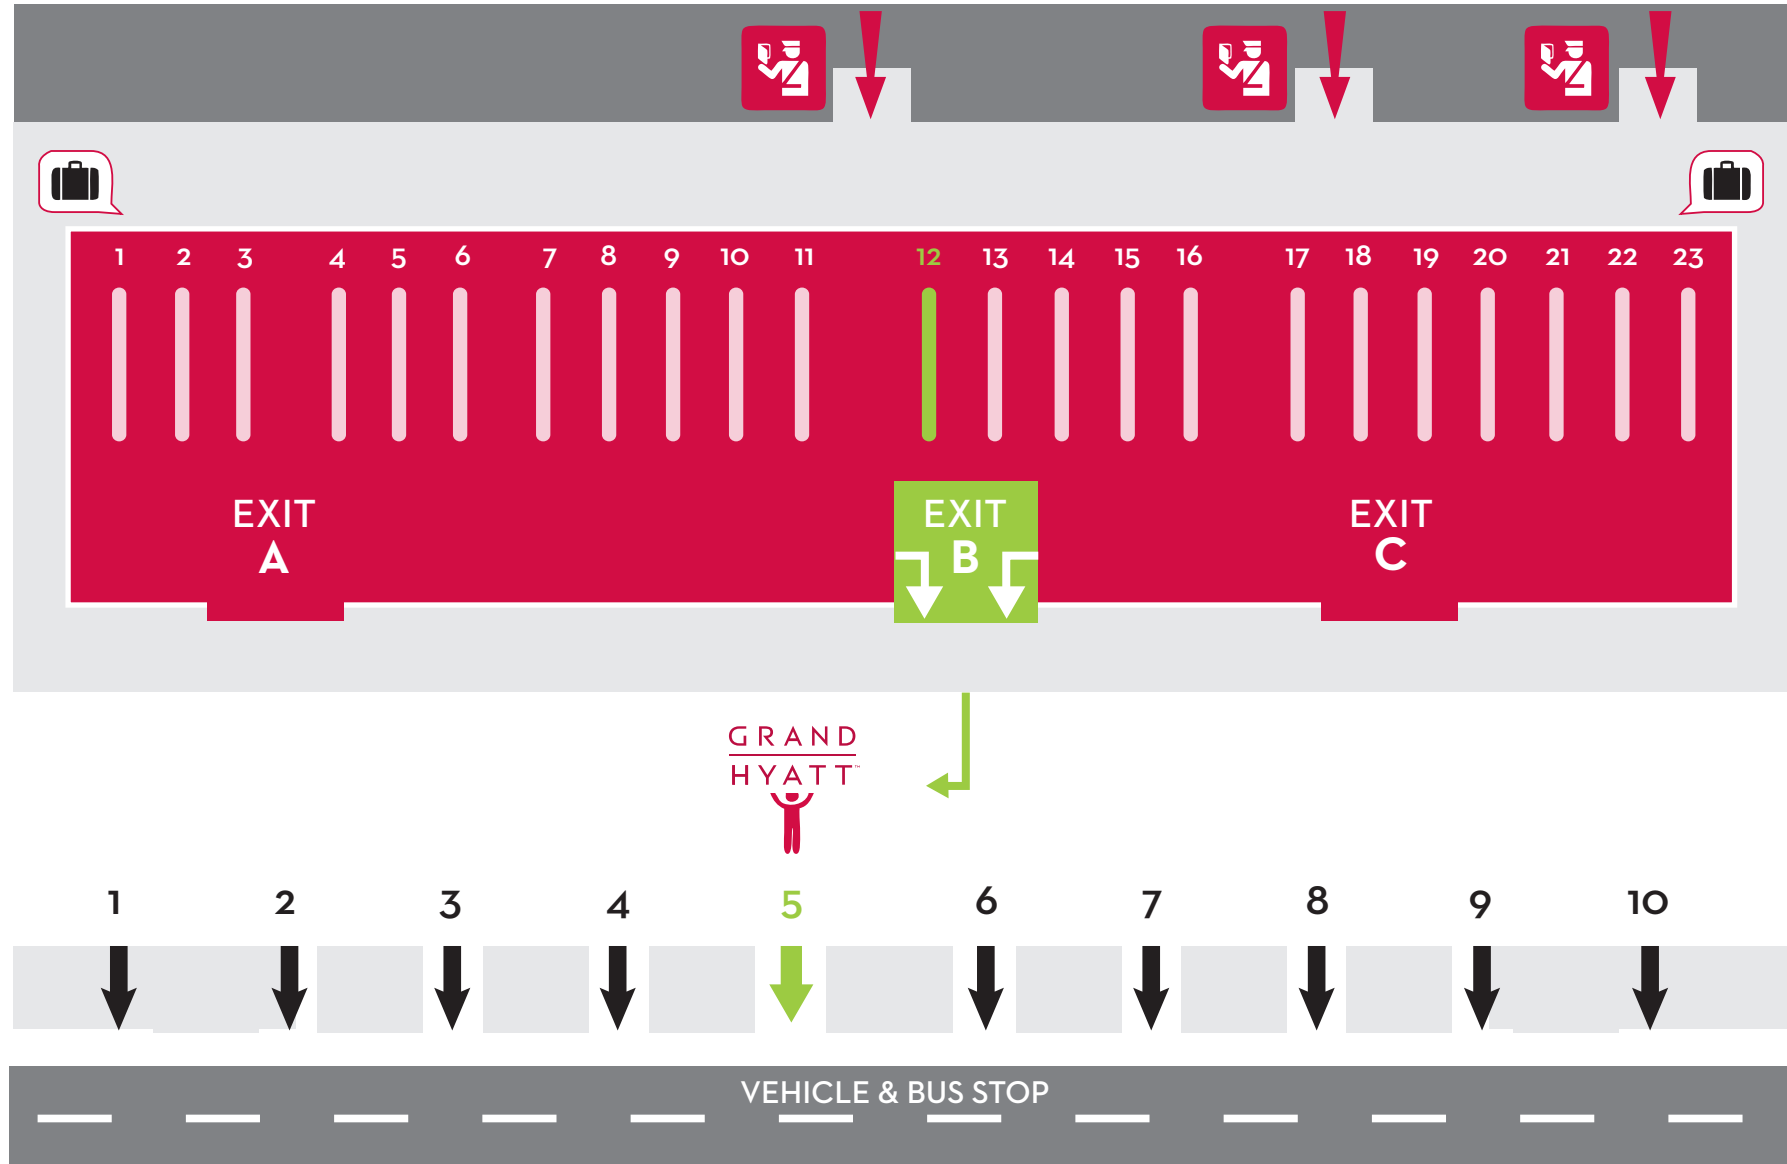 1 2 3 4 5 6 7 8 9 10 11 12 13 14 15 16 17 18 19 20 21 22 23
EXIT
A
EXIT
B
EXIT
C
GRAND
HYATT™
1 2 3 4 5 6 7 8 9 10
VEHICLE & BUS STOP